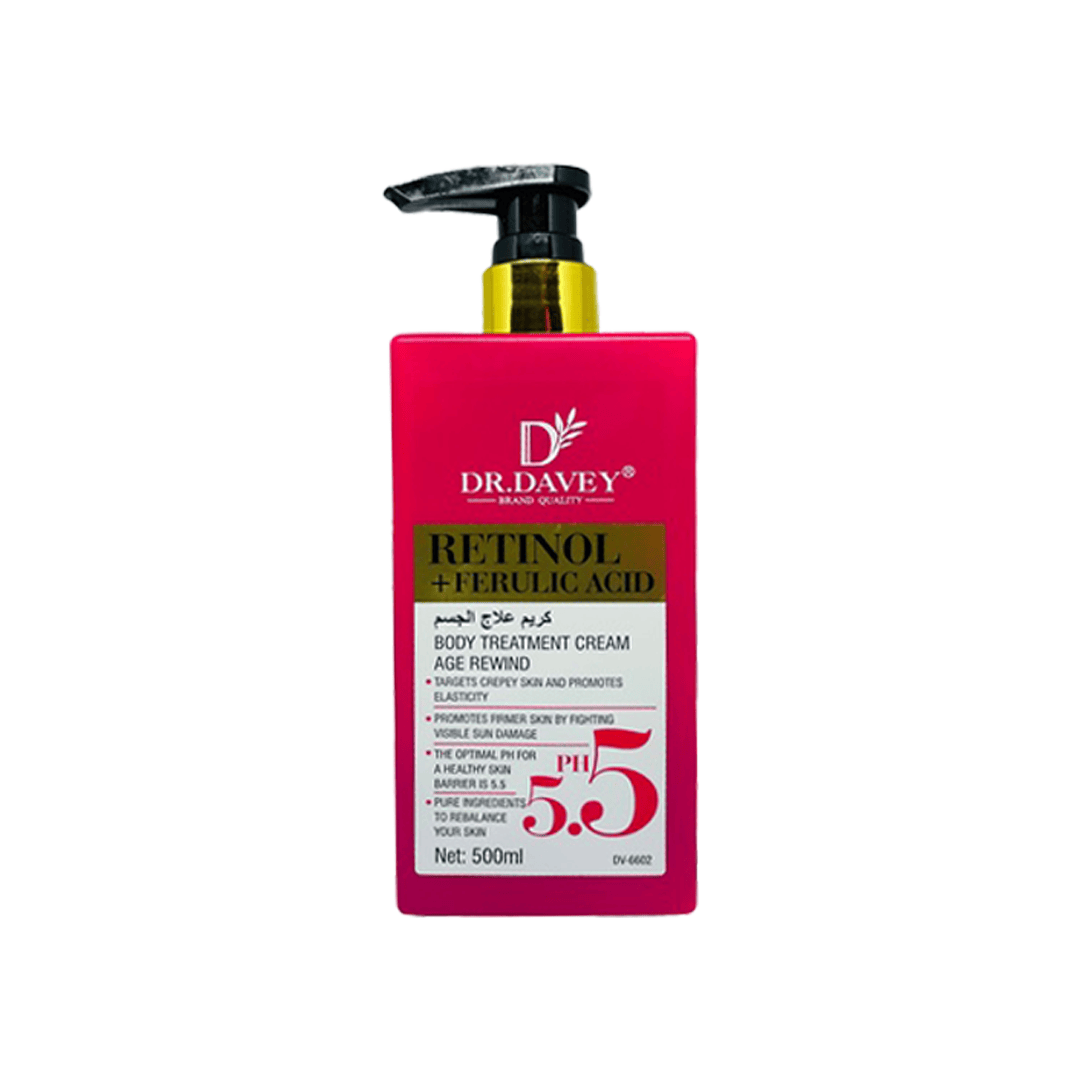 D
DR.DAVEY®
BRAND QUALITY
RETINOL
+FERULIC ACID
كريم علاج الجسم
BODY TREATMENT CREAM
AGE REWIND
• TARGETS CREPEY SKIN AND PROMOTES
ELASTICITY
• PROMOTES FIRMER SKIN BY FIGHTING
VISIBLE SUN DAMAGE
• THE OPTIMAL PH FOR
A HEALTHY SKIN
BARRIER IS 5.5
• PURE INGREDIENTS
TO REBALANCE
YOUR SKIN
PH
5.5
Net: 500ml
DV-6602